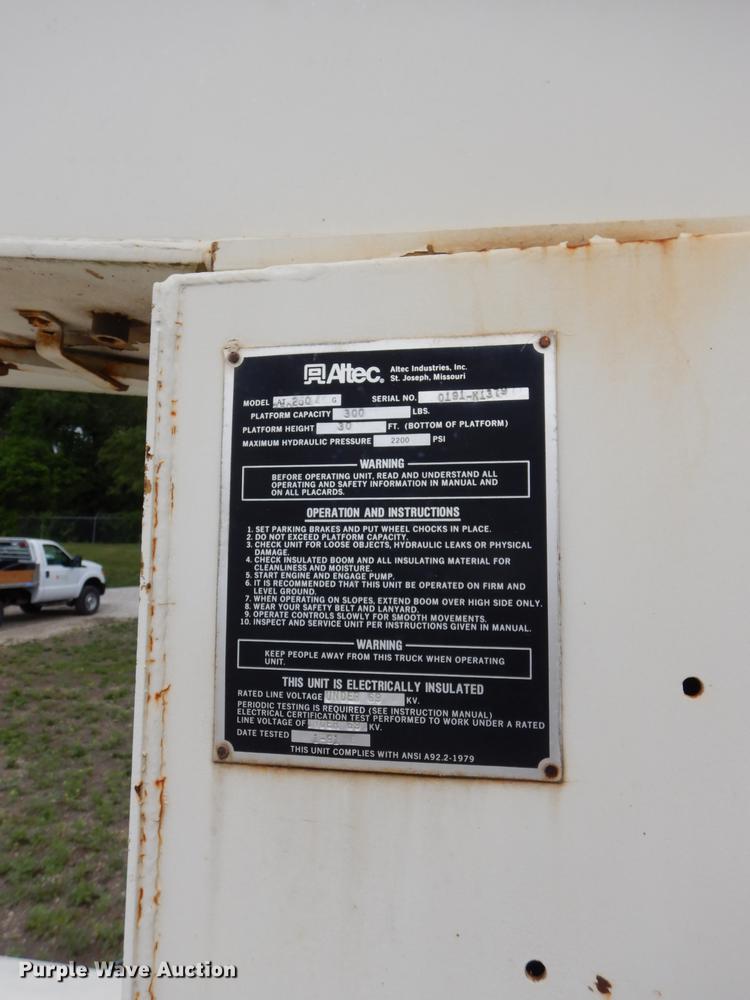 Altec® Altec Industries, Inc.
St. Joseph, Missouri
MODEL G SERIAL NO. 0191-
PLATFORM CAPACITY 300 LBS.
PLATFORM HEIGHT 30 FT. (BOTTOM OF PLATFORM)
MAXIMUM HYDRAULIC PRESSURE 2200 PSI
WARNING
BEFORE OPERATING UNIT, READ AND UNDERSTAND ALL
OPERATING AND SAFETY INFORMATION IN MANUAL AND
ON ALL PLACARDS.
OPERATION AND INSTRUCTIONS
1. SET PARKING BRAKES AND PUT WHEEL CHOCKS IN PLACE.
2. DO NOT EXCEED PLATFORM CAPACITY.
3. CHECK UNIT FOR LOOSE OBJECTS, HYDRAULIC LEAKS OR PHYSICAL
DAMAGE.
4. CHECK INSULATED BOOM AND ALL INSULATING MATERIAL FOR
CLEANLINESS AND MOISTURE.
5. START ENGINE AND ENGAGE PUMP.
6. IT IS RECOMMENDED THAT THIS UNIT BE OPERATED ON FIRM AND
LEVEL GROUND.
7. WHEN OPERATING ON SLOPES, EXTEND BOOM OVER HIGH SIDE ONLY.
8. WEAR YOUR SAFETY BELT AND LANYARD.
9. OPERATE CONTROLS SLOWLY FOR SMOOTH MOVEMENTS.
10. INSPECT AND SERVICE UNIT PER INSTRUCTIONS GIVEN IN MANUAL.
WARNING
KEEP PEOPLE AWAY FROM THIS TRUCK WHEN OPERATING
UNIT.
THIS UNIT IS ELECTRICALLY INSULATED
RATED LINE VOLTAGE UNDER 69 KV.
PERIODIC TESTING IS REQUIRED (SEE INSTRUCTION MANUAL)
ELECTRICAL CERTIFICATION TEST PERFORMED TO WORK UNDER A RATED
LINE VOLTAGE OF UNDER 69 KV.
DATE TESTED
THIS UNIT COMPLIES WITH ANSI A92.2-1979
Purple Wave Auction